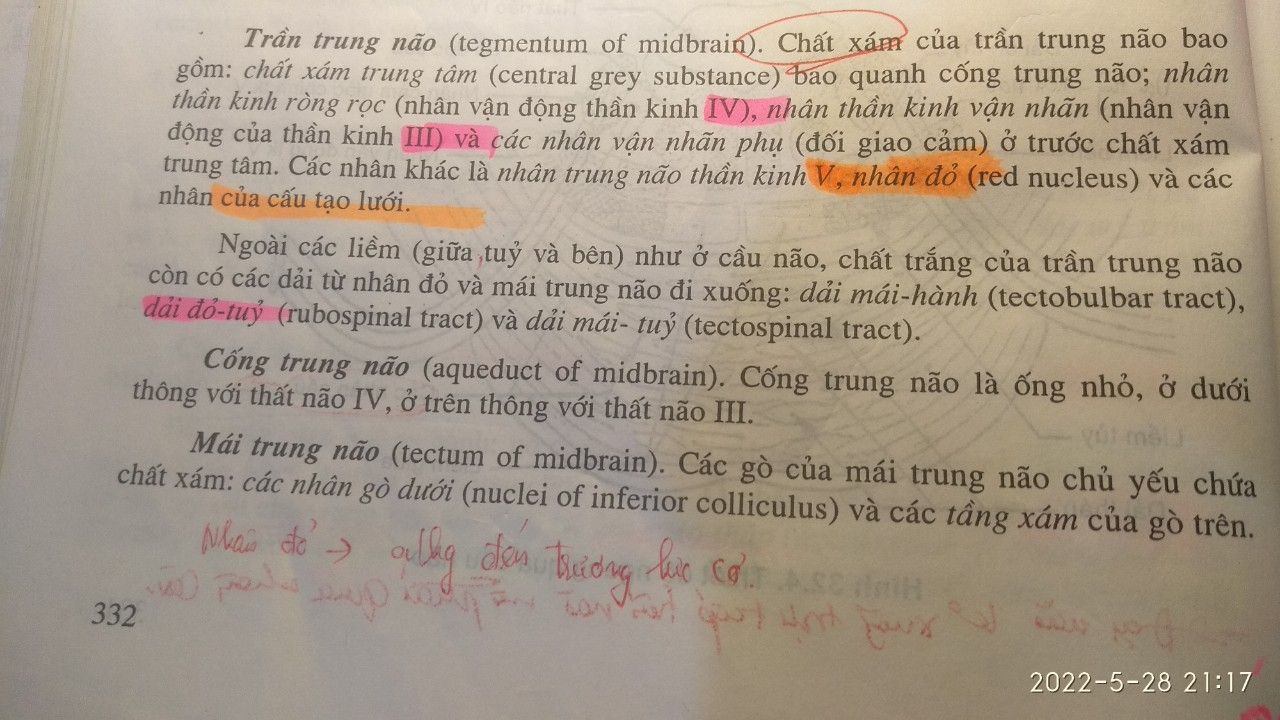 Trần trung não (tegmentum of midbrain). Chất xám của trần trung não bao
gồm: chất xám trung tâm (central grey substance) bao quanh cống trung não; nhân
thần kinh ròng rọc (nhân vận động thần kinh IV), nhân thần kinh vận nhãn (nhân vận
động của thần kinh III) và các nhân vận nhãn phụ (đối giao cảm) ở trước chất xám
trung tâm. Các nhân khác là nhân trung não thần kinh V, nhân đỏ (red nucleus) và các
nhân của cấu tạo lưới.
Ngoài các liềm (giữa, tuỷ và bên) như ở cầu não, chất trắng của trần trung não
còn có các dải từ nhân đỏ và mái trung não đi xuống: dải mái-hành (tectobulbar tract),
dải đỏ-tuỷ (rubospinal tract) và dải mái- tuỷ (tectospinal tract).
Cống trung não (aqueduct of midbrain). Cống trung não là ống nhỏ, ở dưới
thông với thất não IV, ở trên thông với thất não III.
Mái trung não (tectum of midbrain). Các gò của mái trung não chủ yếu chứa
chất xám: các nhân gò dưới (nuclei of inferior colliculus) và các tầng xám của gò trên.
Nhân đỏ → đến trương lực cơ.
332
2022-5-28 21:17